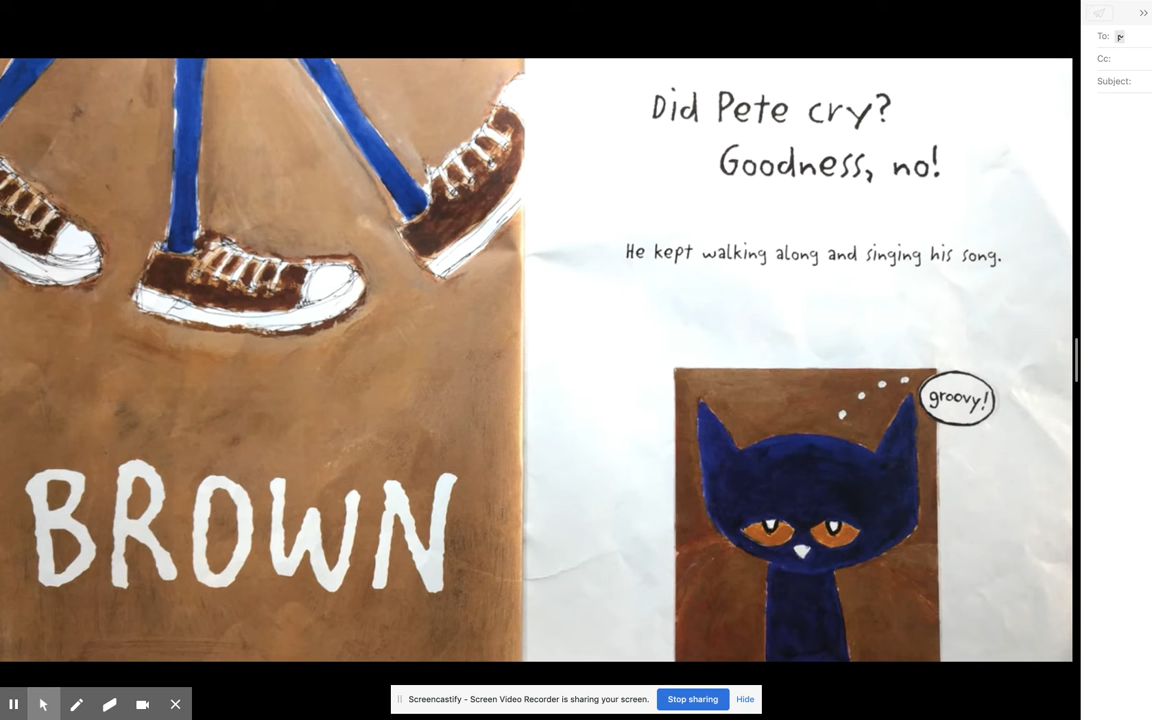 BROWN
Did Pete cry?
Goodness, no!
He kept walking along and singing his song.
groovy!
To:
Cc:
Subject:
Screencastify - Screen Video Recorder is sharing your screen.
Stop sharing
Hide